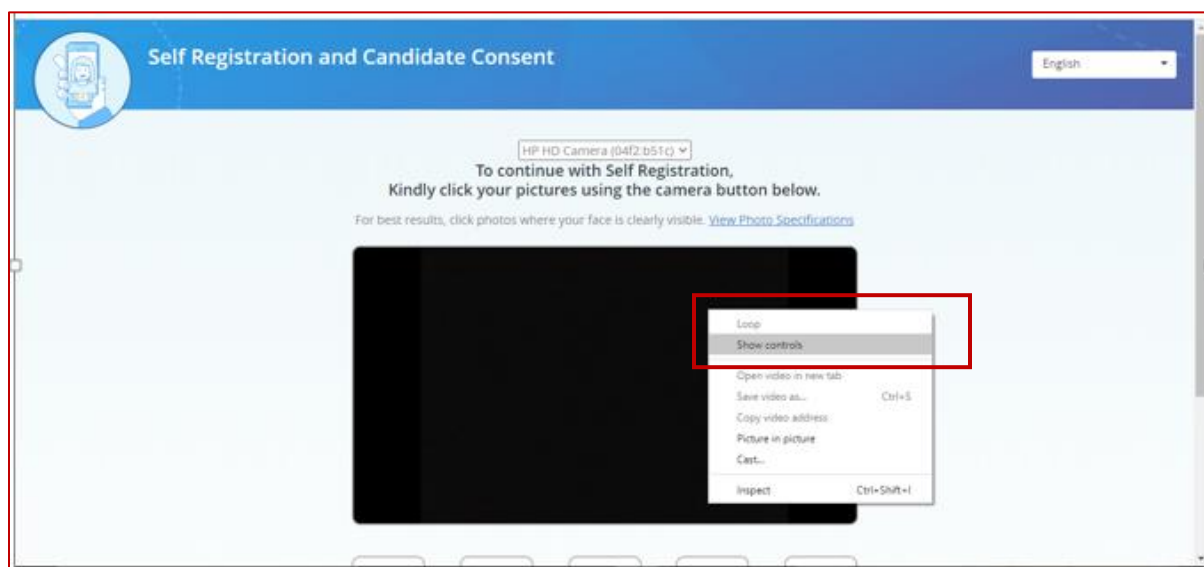 Self Registration and Candidate Consent
English
HP HD Camera (04f2:b51c)
To continue with Self Registration,
Kindly click your pictures using the camera button below.
For best results, click photos where your face is clearly visible. View Photo Specifications
Loop
Show controls
Open video in new tab
Save video as... Ctrl+S
Copy video address
Picture in picture
Cast...
Inspect Ctrl+Shift+I